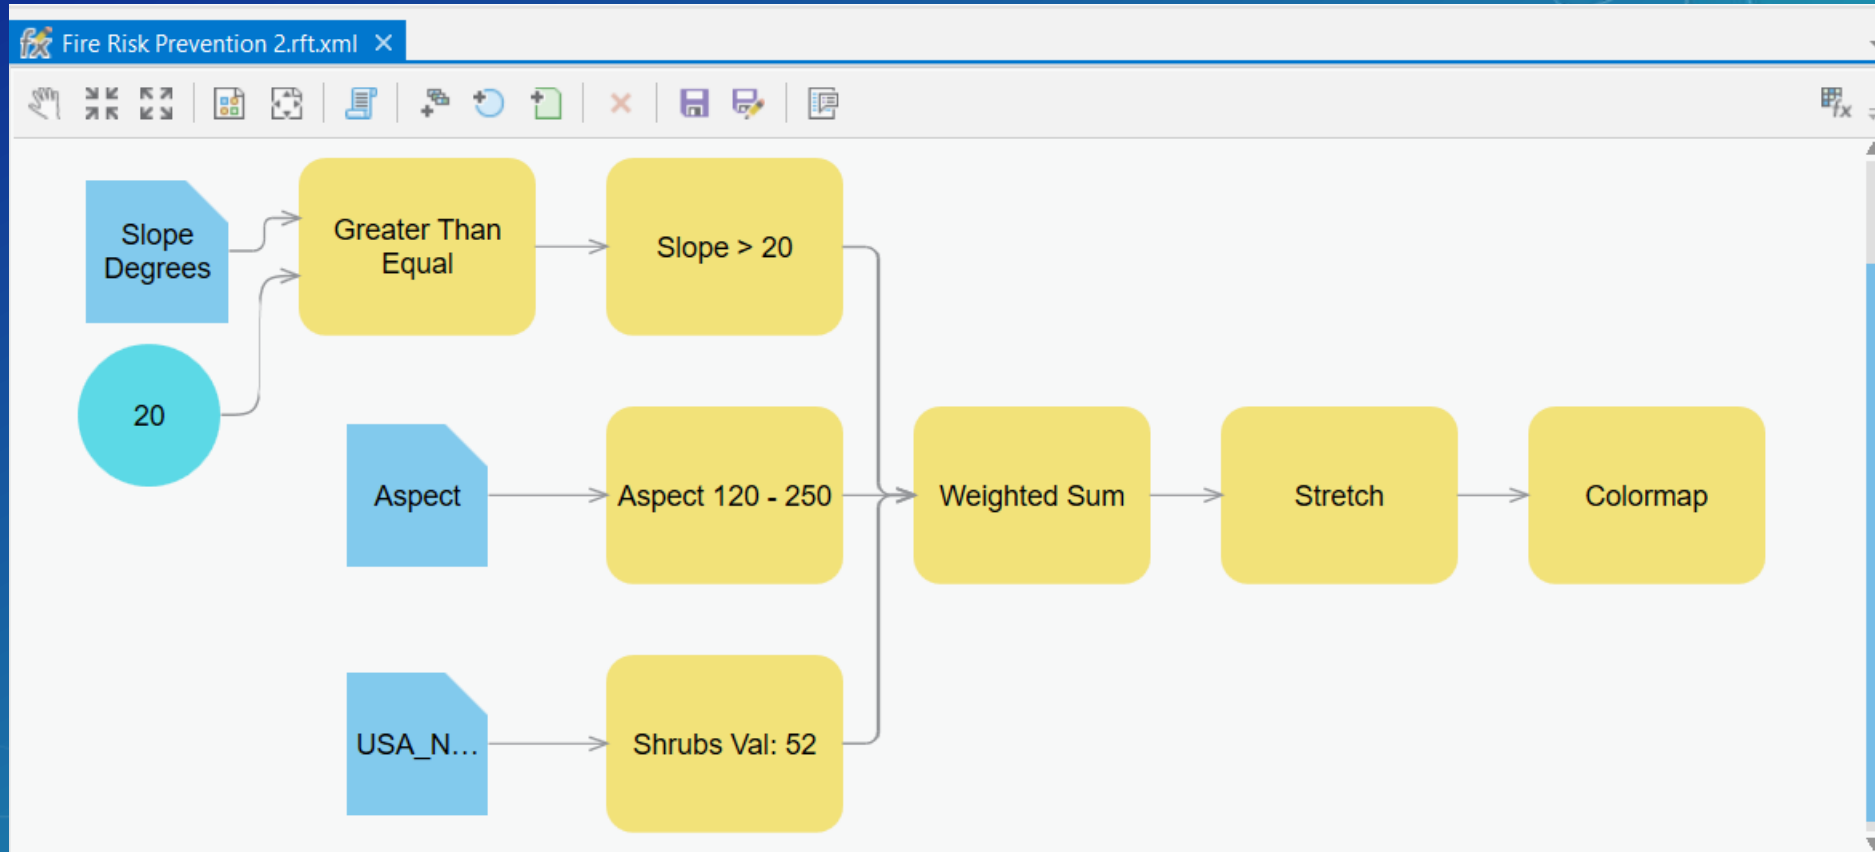 Fire Risk Prevention 2.rft.xml
Slope
Degrees
Greater Than
Equal
Slope > 20
20
Aspect
Aspect 120 - 250
Weighted Sum
Stretch
Colormap
USA_N...
Shrubs Val: 52